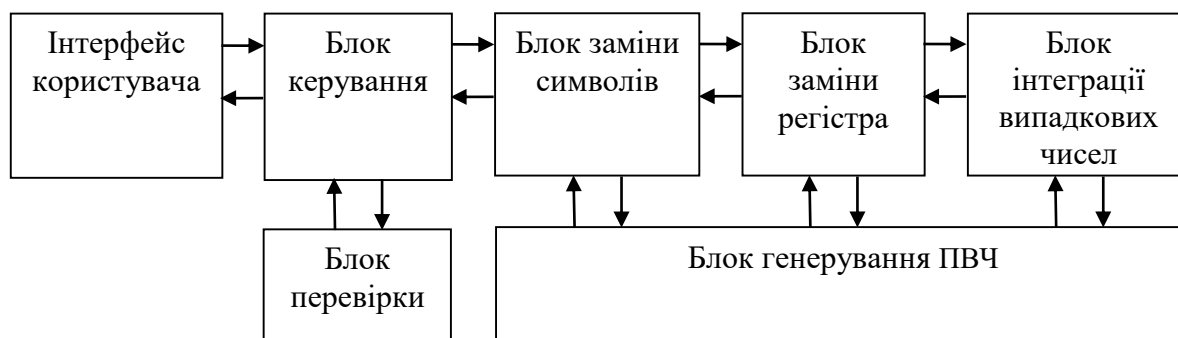 Інтерфейс
користувача
Блок
керування
Блок заміни
символів
Блок
заміни
регістра
Блок
інтеграції
випадкових
чисел
Блок
перевірки
Блок генерування ПВЧ